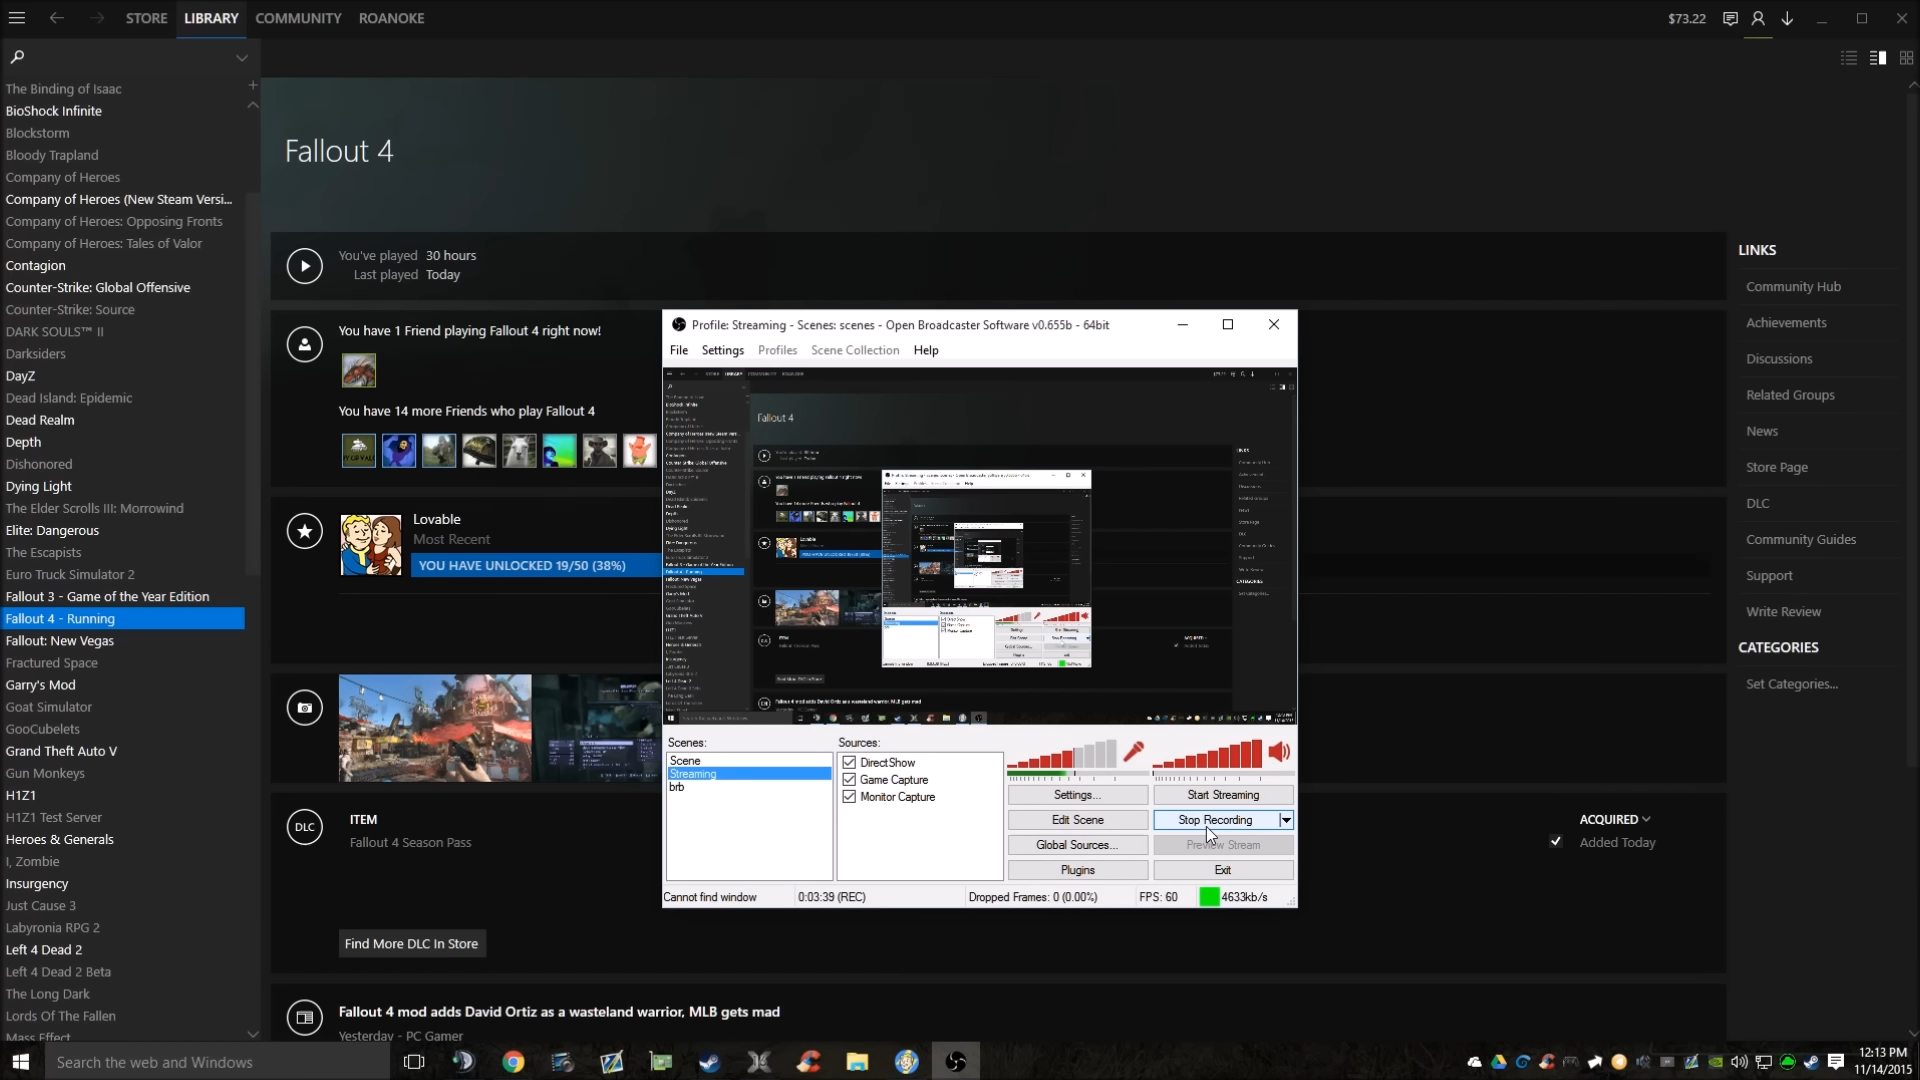 STORE LIBRARY COMMUNITY ROANOKE $73.22
The Binding of Isaac
BioShock Infinite
Blockstorm
Bloody Trapland
Company of Heroes
Company of Heroes (New Steam Versi...
Company of Heroes: Opposing Fronts
Company of Heroes: Tales of Valor
Contagion
Counter-Strike: Global Offensive
Counter-Strike: Source
DARK SOULS™ II
Darksiders
DayZ
Dead Island: Epidemic
Dead Realm
Depth
Dishonored
Dying Light
The Elder Scrolls III: Morrowind
Elite: Dangerous
The Escapists
Euro Truck Simulator 2
Fallout 3 - Game of the Year Edition
Fallout 4 - Running
Fallout: New Vegas
Fractured Space
Garry's Mod
Goat Simulator
GooCubelets
Grand Theft Auto V
Gun Monkeys
H1Z1
H1Z1 Test Server
Heroes & Generals
I, Zombie
Insurgency
Just Cause 3
Labyronia RPG 2
Left 4 Dead 2
Left 4 Dead 2 Beta
The Long Dark
Lords Of The Fallen
Mass Effect
Fallout 4
You've played 30 hours
Last played Today
You have 1 Friend playing Fallout 4 right now!
You have 14 more Friends who play Fallout 4
Lovable
Most Recent
YOU HAVE UNLOCKED 19/50 (38%)
DLC
ITEM
Fallout 4 Season Pass
ACQUIRED
Added Today
Find More DLC In Store
Fallout 4 mod adds David Ortiz as a wasteland warrior, MLB gets mad
Yesterday - PC Gamer
LINKS
Community Hub
Achievements
Discussions
Related Groups
News
Store Page
DLC
Community Guides
Support
Write Review
CATEGORIES
Set Categories...
Profile: Streaming - Scenes: scenes - Open Broadcaster Software v0.655b - 64bit
File Settings Profiles Scene Collection Help
Fallout 4
Scenes:
Scene
Streaming
brb
Sources:
DirectShow
Game Capture
Monitor Capture
Settings... Start Streaming
Edit Scene Stop Recording
Global Sources... Preview Stream
Plugins Exit
Cannot find window 0:03:39 (REC) Dropped Frames: 0 (0.00%) FPS: 60 4633kb/s
Search the web and Windows
12:13 PM
11/14/2015